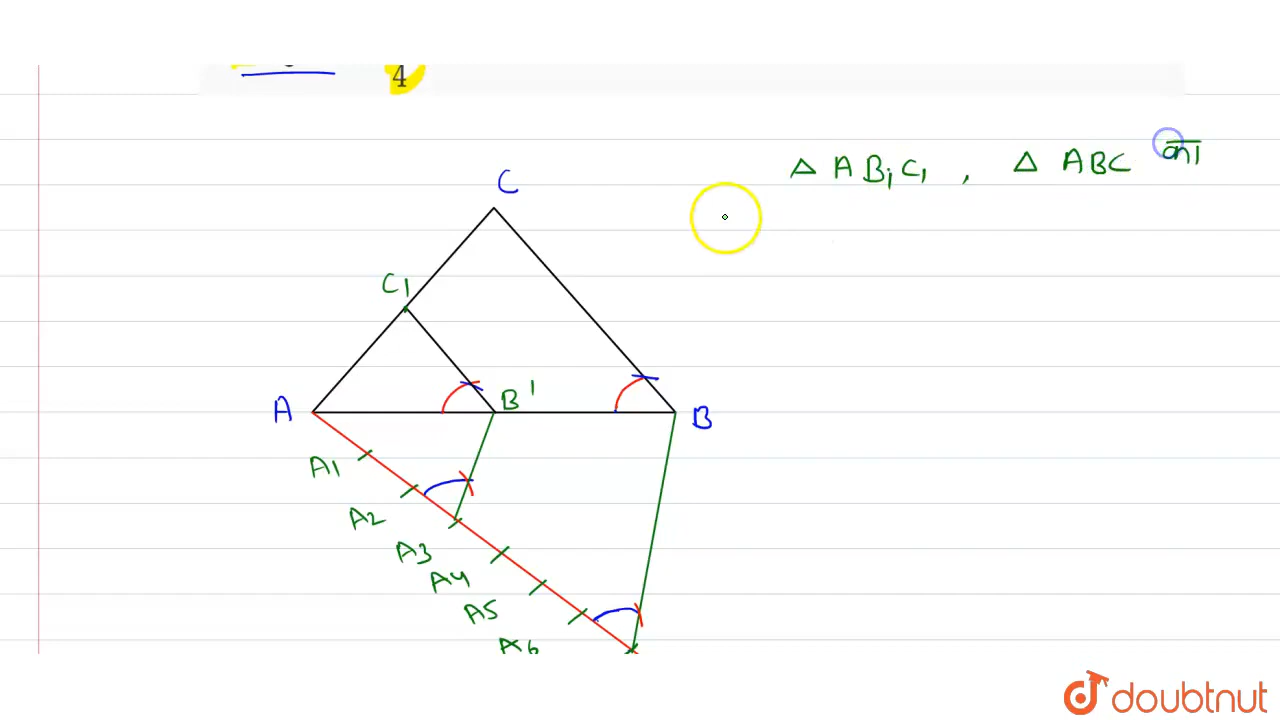 4
△ AB₁C₁ , △ ABC
C
C1
A
B'
B
A1
A2
A3
A4
A5
A6
doubtnut